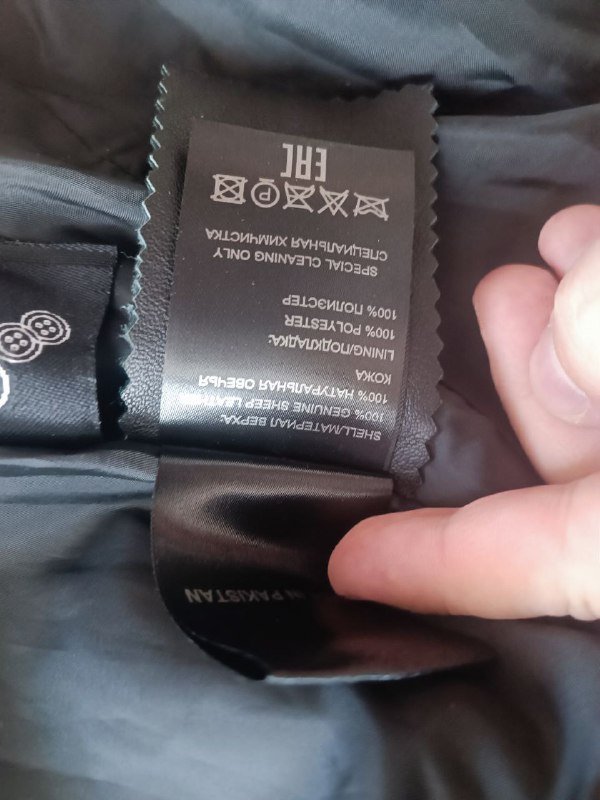 SHELL/МАТЕРИАЛ ВЕРХА:
100% GENUINE SHEEP LEATHER
100% НАТУРАЛЬНАЯ ОВЕЧЬЯ
КОЖА
LINING/ПОДКЛАДКА:
100% POLYESTER
100% ПОЛИЭСТЕР
SPECIAL CLEANING ONLY
СПЕЦИАЛЬНАЯ ХИМЧИСТКА
P
EAC
IN PAKISTAN